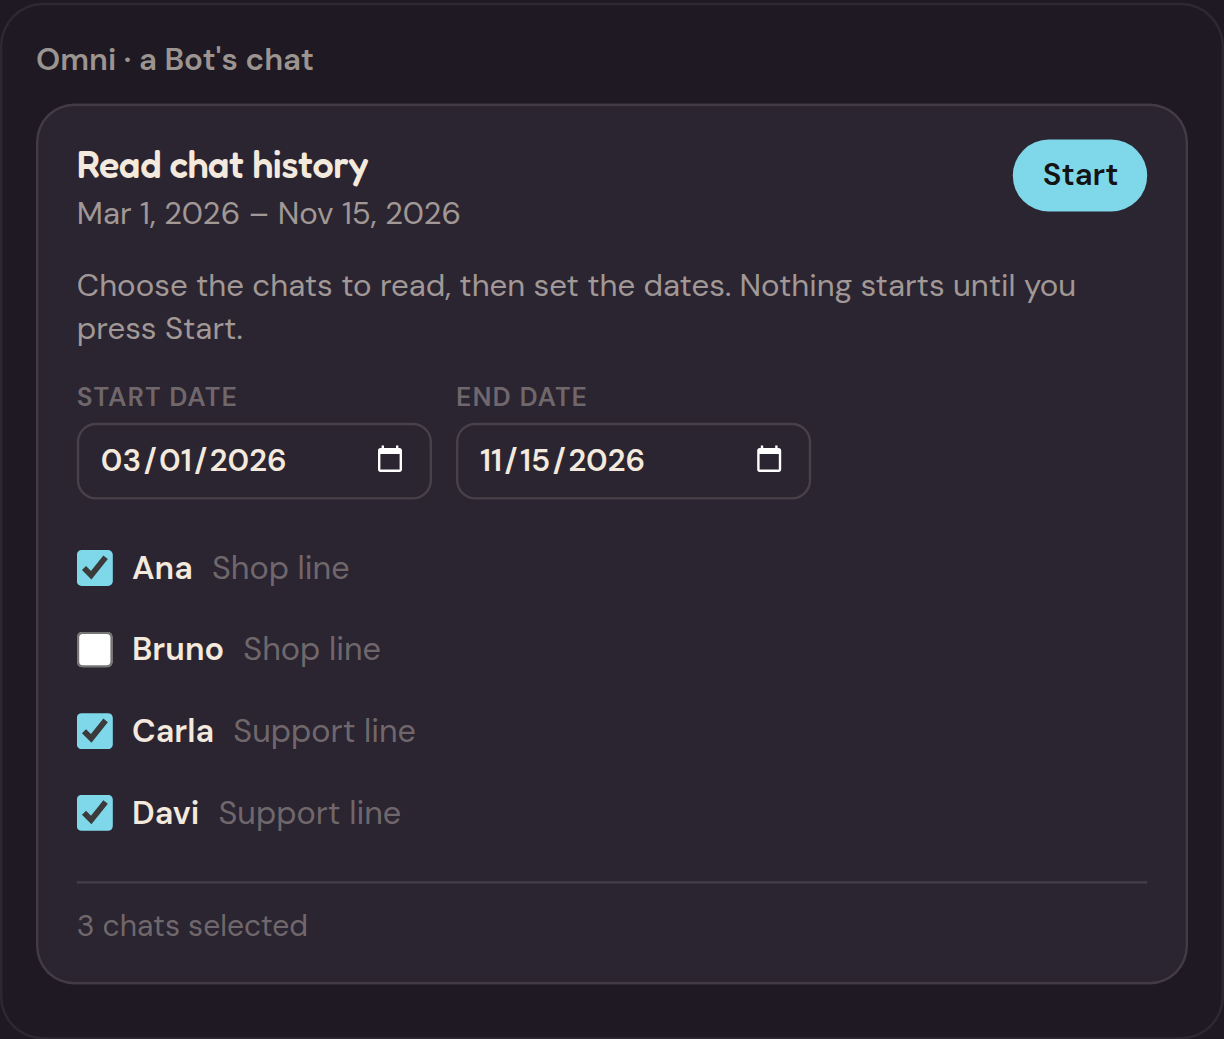 Omni · a Bot's chat
Read chat history
Start
Mar 1, 2026 – Nov 15, 2026
Choose the chats to read, then set the dates. Nothing starts until you
press Start.
START DATE
END DATE
03/01/2026
11/15/2026
Ana Shop line
Bruno Shop line
Carla Support line
Davi Support line
3 chats selected